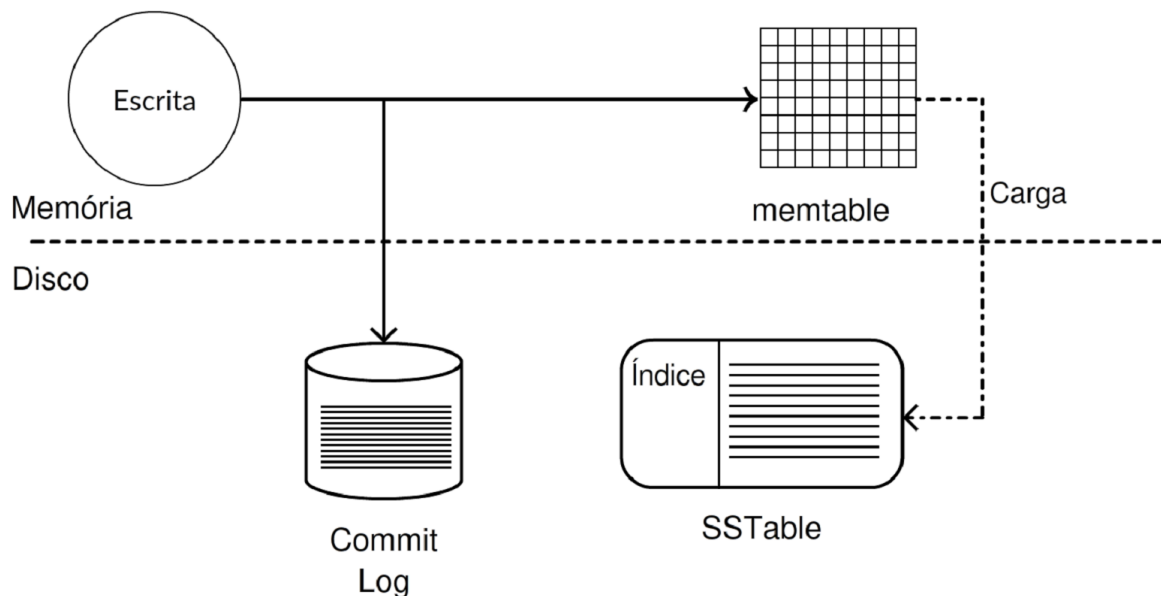 Escrita
Memória
memtable
Carga
Disco
Índice
Commit
Log
SSTable